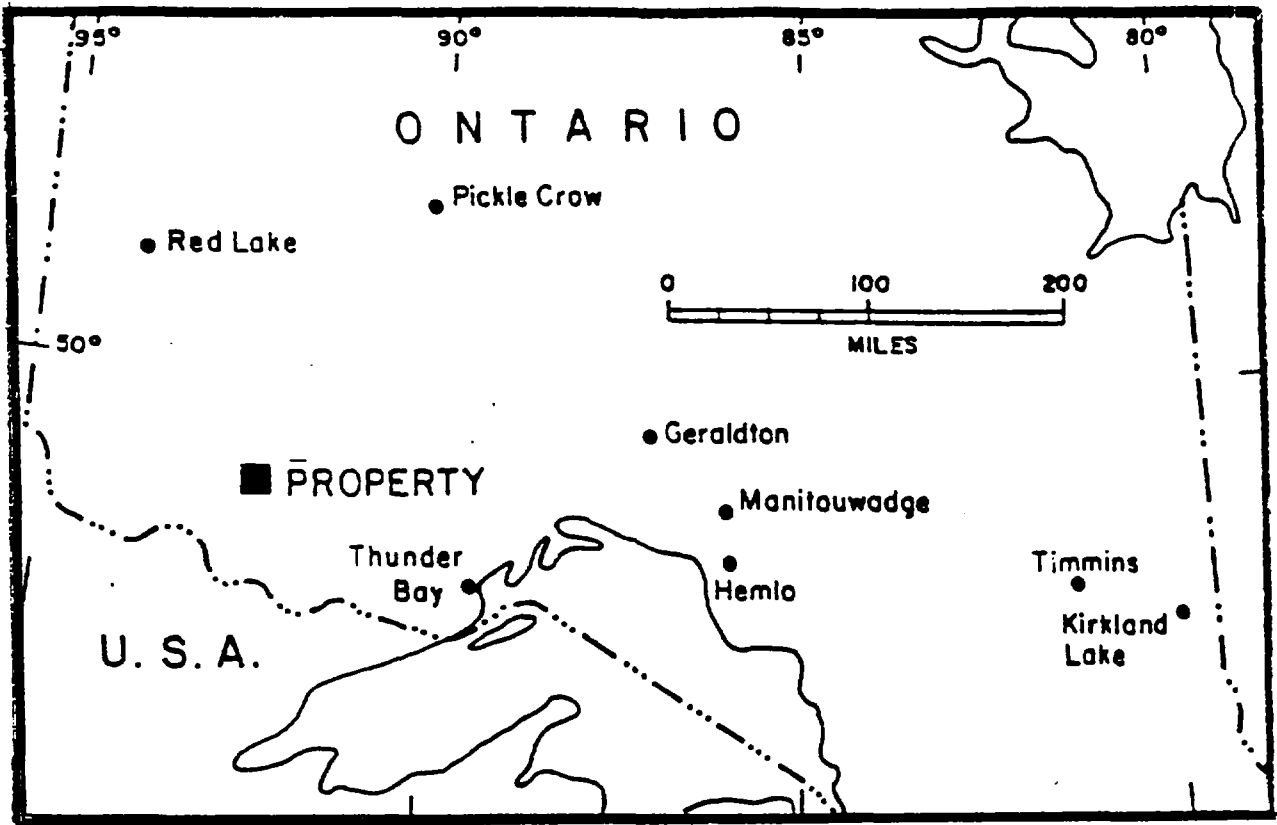 95° 90° 85° 80°
ONTARIO
Pickle Crow
Red Lake
0 100 200
MILES
50°
Geraldton
PROPERTY
Manitouwadge
Thunder
Bay
Hemlo
Timmins
Kirkland
Lake
U.S.A.